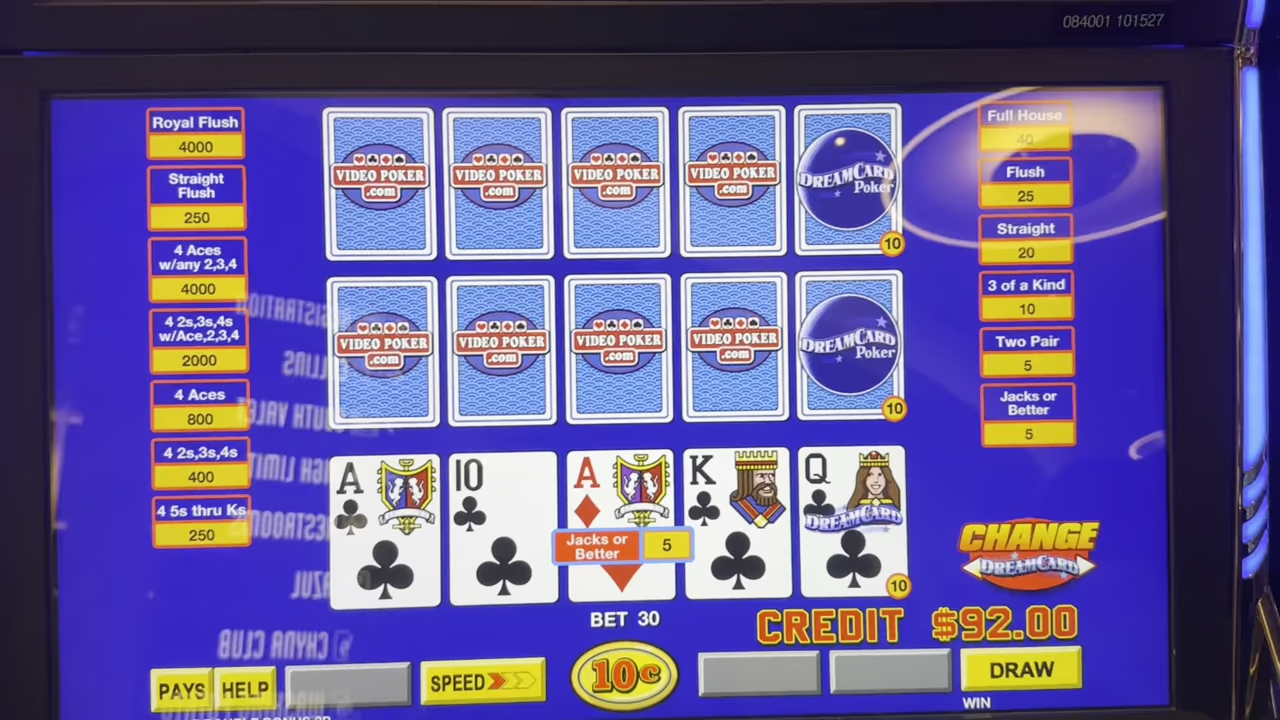 084001 101527
Royal Flush
4000
Straight
Flush
250
4 Aces
w/any 2,3,4
4000
4 2s,3s,4s
w/Ace,2,3,4
2000
4 Aces
800
4 2s,3s,4s
400
4 5s thru Ks
250
VIDEO POKER
.com
VIDEO POKER
.com
VIDEO POKER
.com
VIDEO POKER
.com
DREAMCARD
Poker
10
VIDEO POKER
.com
VIDEO POKER
.com
VIDEO POKER
.com
VIDEO POKER
.com
DREAMCARD
Poker
10
A
10
A
K
Q
DREAMCARD
10
Jacks or
Better
5
Full House
40
Flush
25
Straight
20
3 of a Kind
10
Two Pair
5
Jacks or
Better
5
CHANGE
DREAMCARD
BET 30
CREDIT $92.00
PAYS
HELP
SPEED
10¢
DRAW
WIN